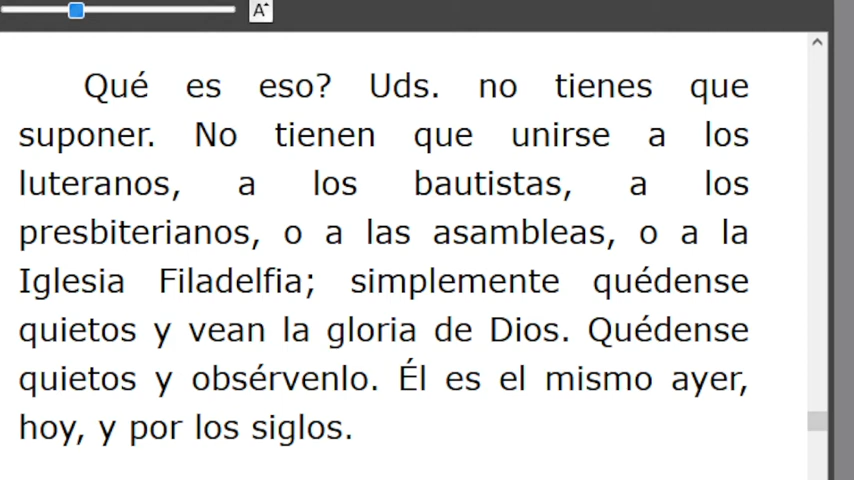 A
Qué es eso? Uds. no tienes que
suponer. No tienen que unirse a los
luteranos, a los bautistas, a los
presbiterianos, o a las asambleas, o a la
Iglesia Filadelfia; simplemente quédense
quietos y vean la gloria de Dios. Quédense
quietos y obsérvenlo. Él es el mismo ayer,
hoy, y por los siglos.